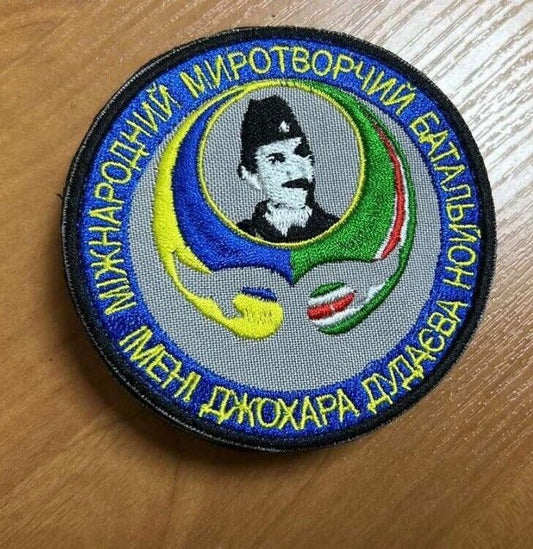 МІЖНАРОДНИЙ МИРОТВОРЧИЙ БАТАЛЬЙОН
ІМЕНІ ДЖОХАРА ДУДАЄВА